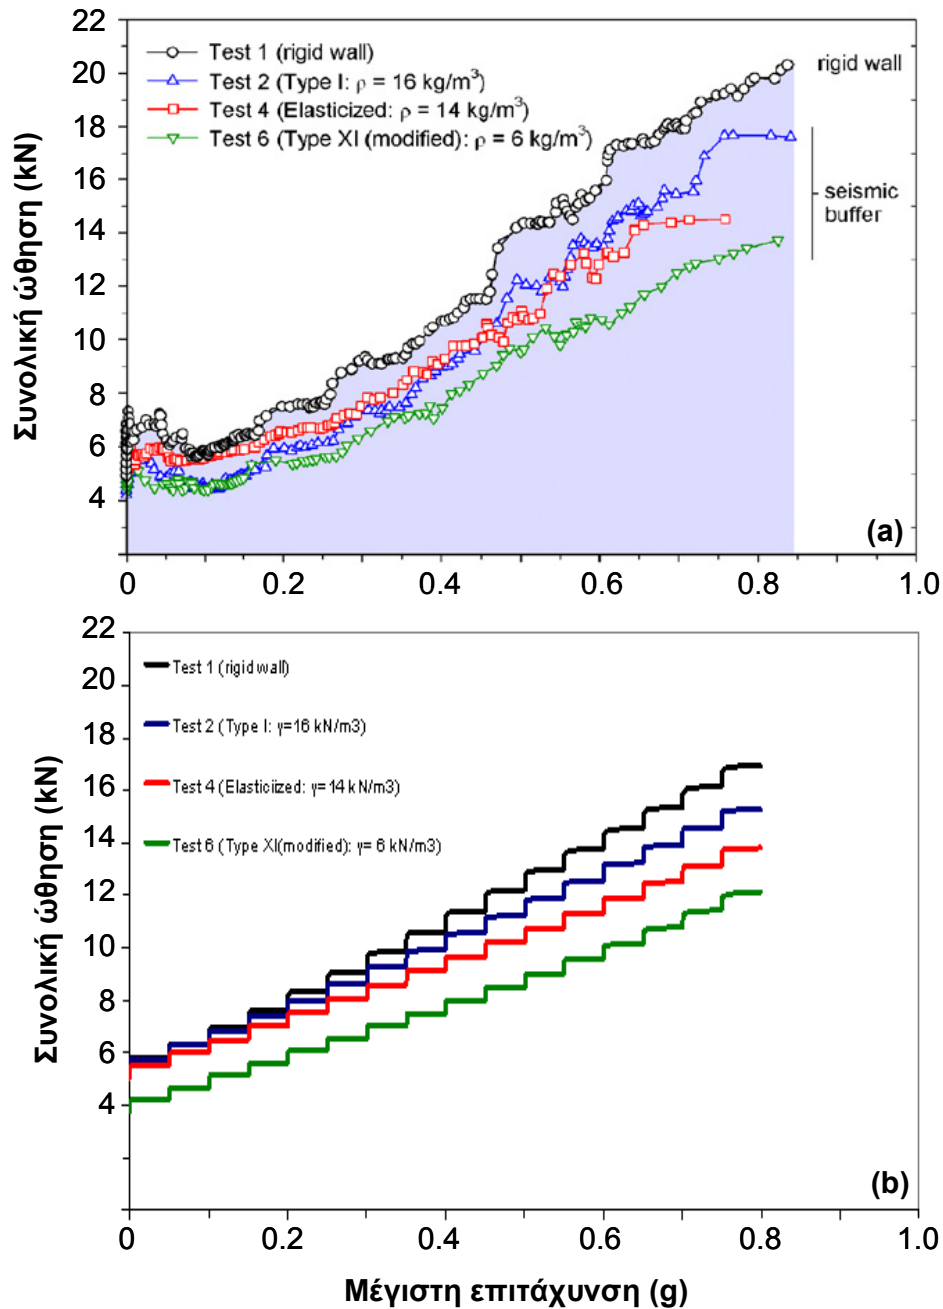 22
20
18
16
14
12
10
8
6
4
Συνολική ώθηση (kN)
Test 1 (rigid wall)
Test 2 (Type I: ρ = 16 kg/m³)
Test 4 (Elasticized: ρ = 14 kg/m³)
Test 6 (Type XI (modified): ρ = 6 kg/m³)
rigid wall
seismic
buffer
(a)
0 0.2 0.4 0.6 0.8 1.0
22
20
18
16
14
12
10
8
6
4
Συνολική ώθηση (kN)
Test 1 (rigid wall)
Test 2 (Type I: γ=16 kN/m3)
Test 4 (Elasticiized: γ=14 kN/m3)
Test 6 (Type XI(modified): γ= 6 kN/m3)
(b)
0 0.2 0.4 0.6 0.8 1.0
Μέγιστη επιτάχυνση (g)